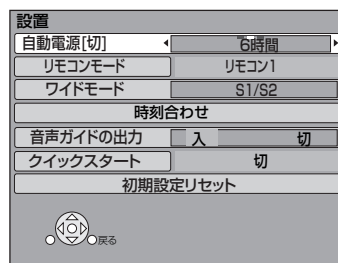 設置
自動電源[切] 6時間
リモコンモード リモコン1
ワイドモード S1/S2
時刻合わせ
音声ガイドの出力 入 切
クイックスタート 切
初期設定リセット
戻る